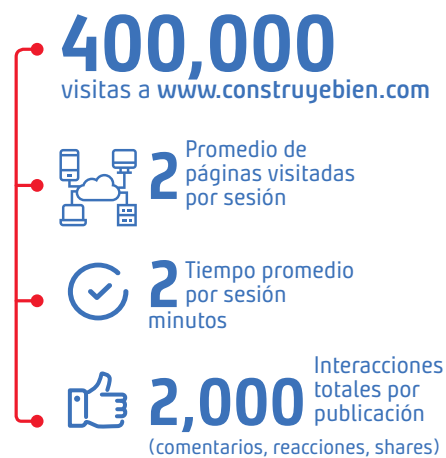 400,000
visitas a www.construyebien.com
2 Promedio de
páginas visitadas
por sesión
2 Tiempo promedio
por sesión
minutos
2,000 Interacciones
totales por
publicación
(comentarios, reacciones, shares)